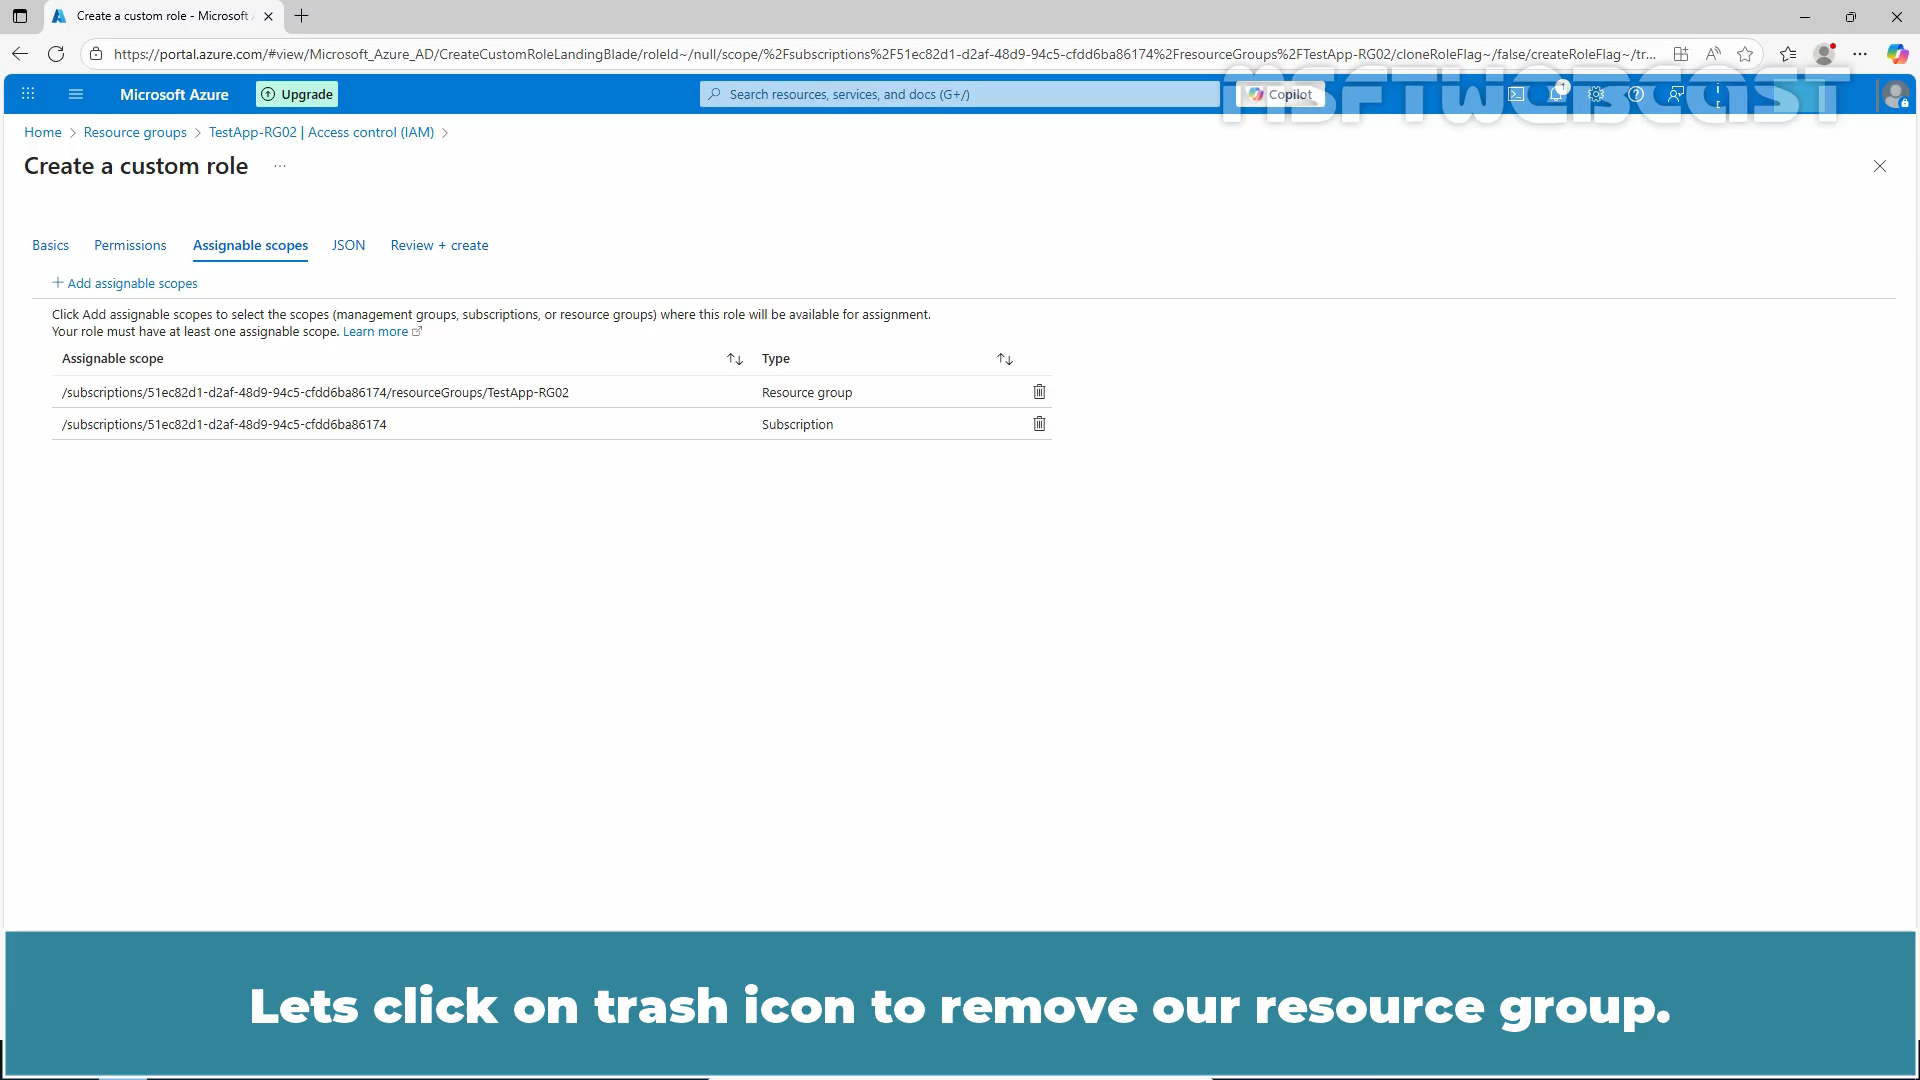 Create a custom role - Microsoft
https://portal.azure.com/#view/Microsoft_Azure_AD/CreateCustomRoleLandingBlade/roleId~/null/scope/%2Fsubscriptions%2F51ec82d1-d2af-48d9-94c5-cfdd6ba86174%2FresourceGroups%2FTestApp-RG02/cloneRoleFlag~/false/createRoleFlag~/tr...
Microsoft Azure
Upgrade
Search resources, services, and docs (G+/)
Copilot
1
MSFTWEBCAST
Home > Resource groups > TestApp-RG02 | Access control (IAM) >
Create a custom role ...
Basics Permissions Assignable scopes JSON Review + create
+ Add assignable scopes
Click Add assignable scopes to select the scopes (management groups, subscriptions, or resource groups) where this role will be available for assignment.
Your role must have at least one assignable scope. Learn more
Assignable scope Type
/subscriptions/51ec82d1-d2af-48d9-94c5-cfdd6ba86174/resourceGroups/TestApp-RG02 Resource group
/subscriptions/51ec82d1-d2af-48d9-94c5-cfdd6ba86174 Subscription
Lets click on trash icon to remove our resource group.